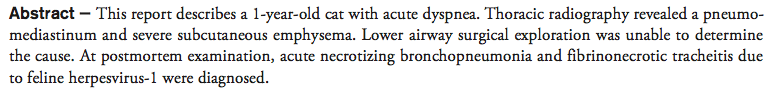 Abstract — This report describes a 1-year-old cat with acute dyspnea. Thoracic radiography revealed a pneumo-
mediastinum and severe subcutaneous emphysema. Lower airway surgical exploration was unable to determine
the cause. At postmortem examination, acute necrotizing bronchopneumonia and fibrinonecrotic tracheitis due
to feline herpesvirus-1 were diagnosed.